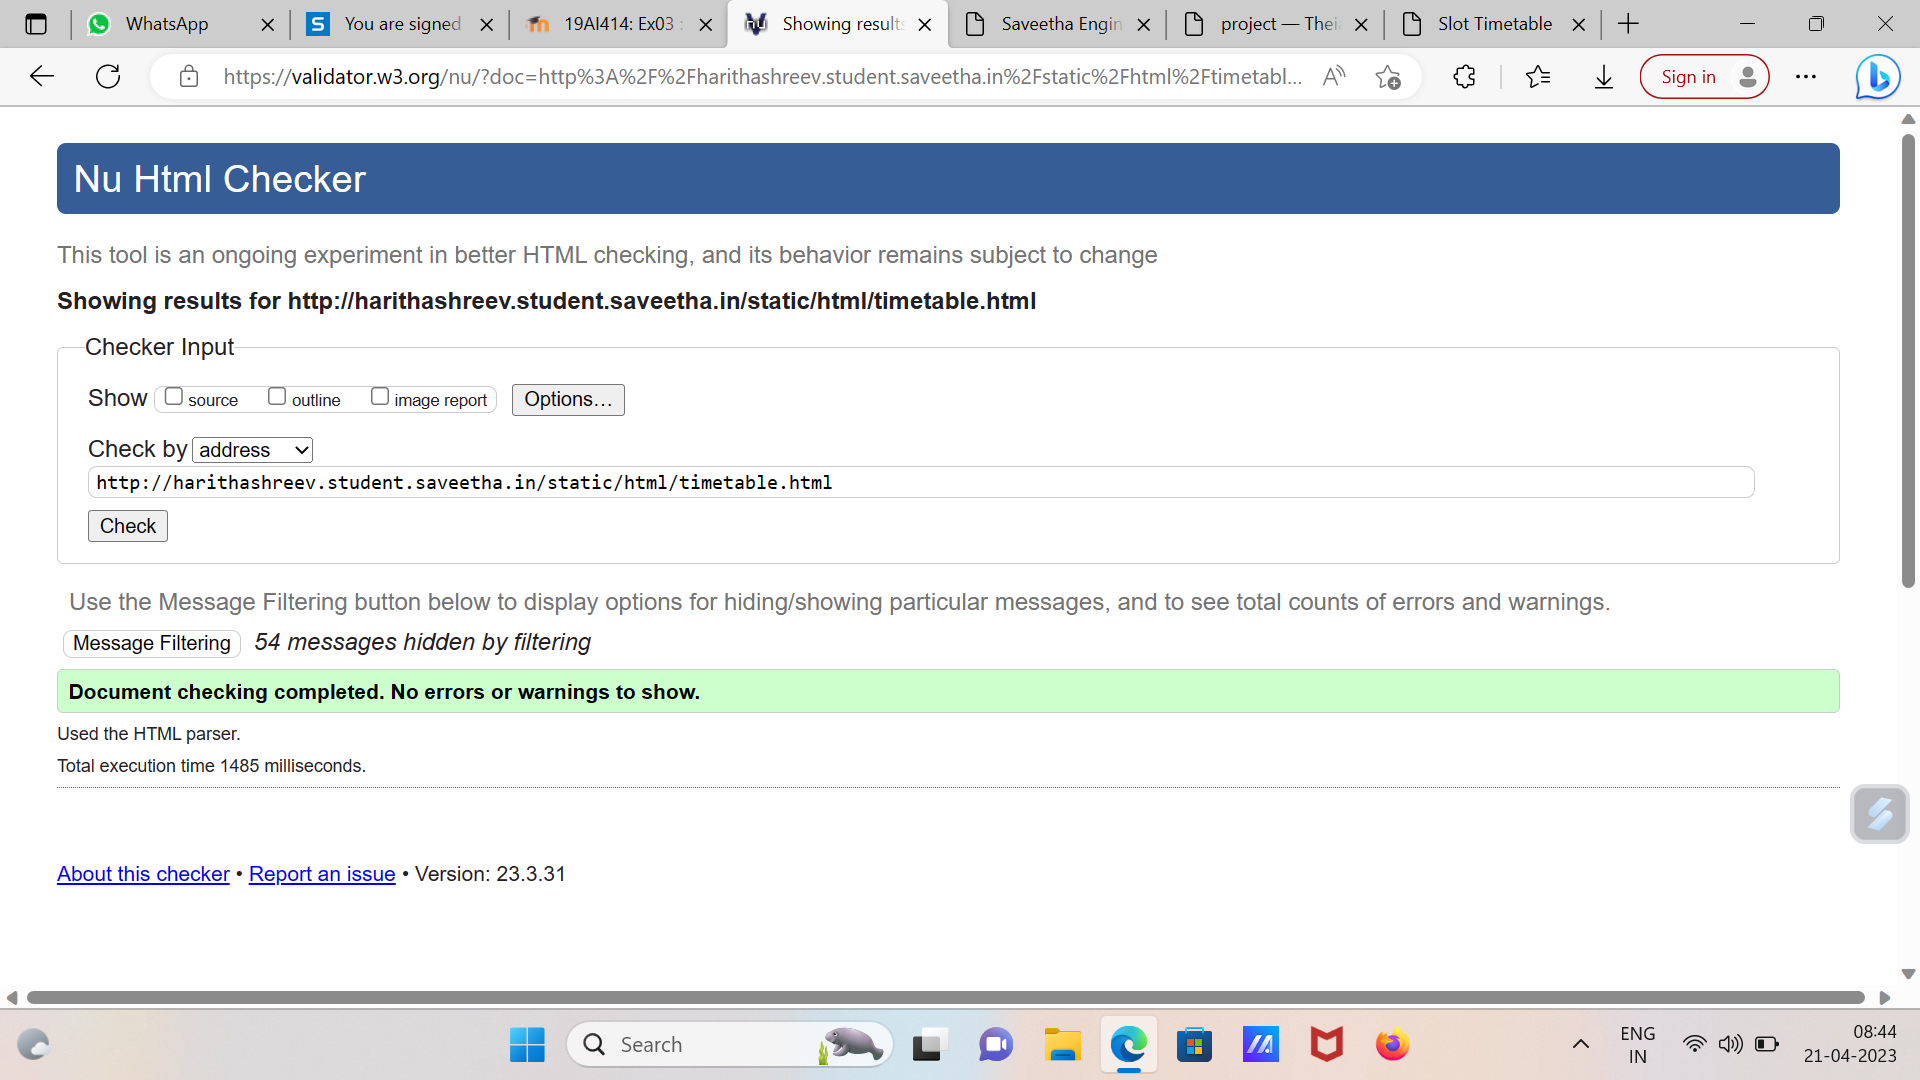 WhatsApp
You are signed
19AI414: Ex03 :
Showing results
Saveetha Engin
project — Theia
Slot Timetable
https://validator.w3.org/nu/?doc=http%3A%2F%2Fharithashreev.student.saveetha.in%2Fstatic%2Fhtml%2Ftimetabl...
Sign in
Nu Html Checker
This tool is an ongoing experiment in better HTML checking, and its behavior remains subject to change
Showing results for http://harithashreev.student.saveetha.in/static/html/timetable.html
Checker Input
Show source outline image report Options...
Check by address
http://harithashreev.student.saveetha.in/static/html/timetable.html
Check
Use the Message Filtering button below to display options for hiding/showing particular messages, and to see total counts of errors and warnings.
Message Filtering 54 messages hidden by filtering
Document checking completed. No errors or warnings to show.
Used the HTML parser.
Total execution time 1485 milliseconds.
About this checker • Report an issue • Version: 23.3.31
Search
ENG
IN
08:44
21-04-2023